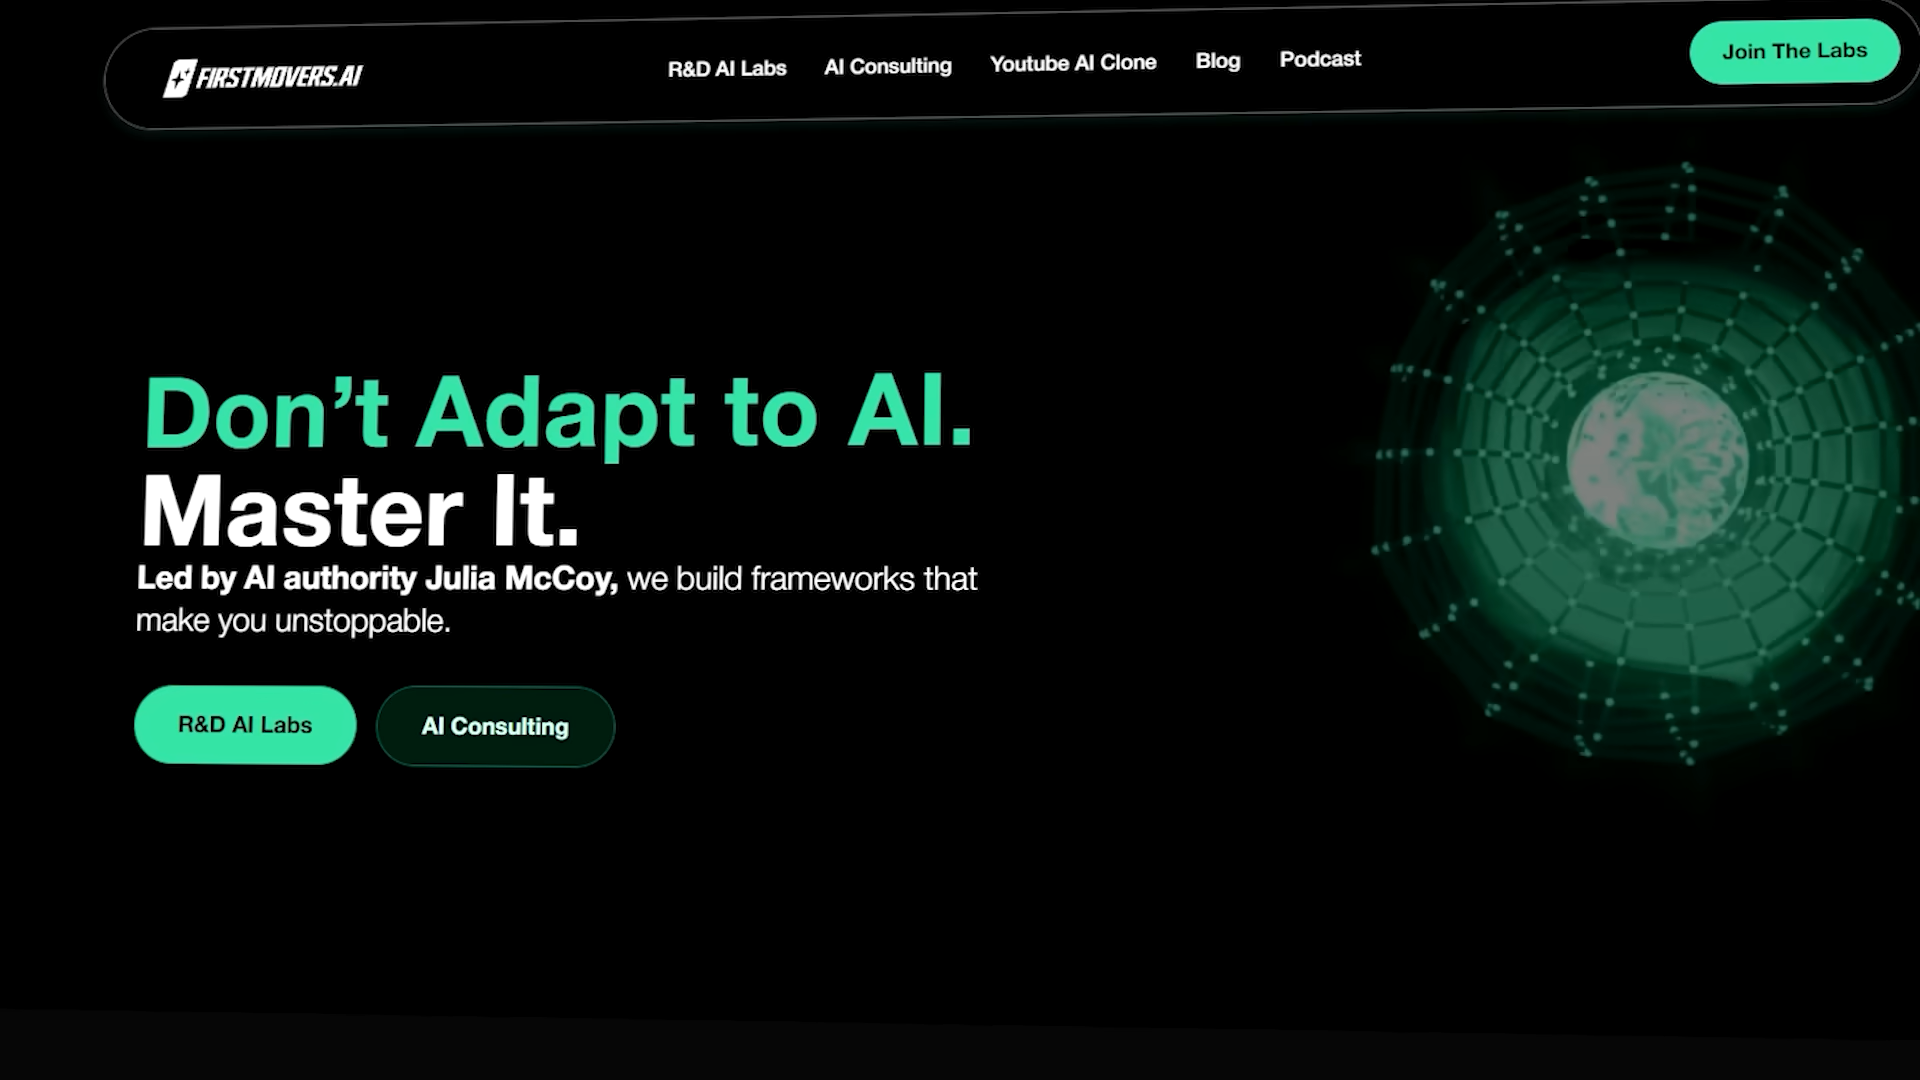 FIRSTMOVERS.AI
R&D AI Labs
AI Consulting
Youtube AI Clone
Blog
Podcast
Join The Labs
Don’t Adapt to AI.
Master It.
Led by AI authority Julia McCoy, we build frameworks that
make you unstoppable.
R&D AI Labs
AI Consulting